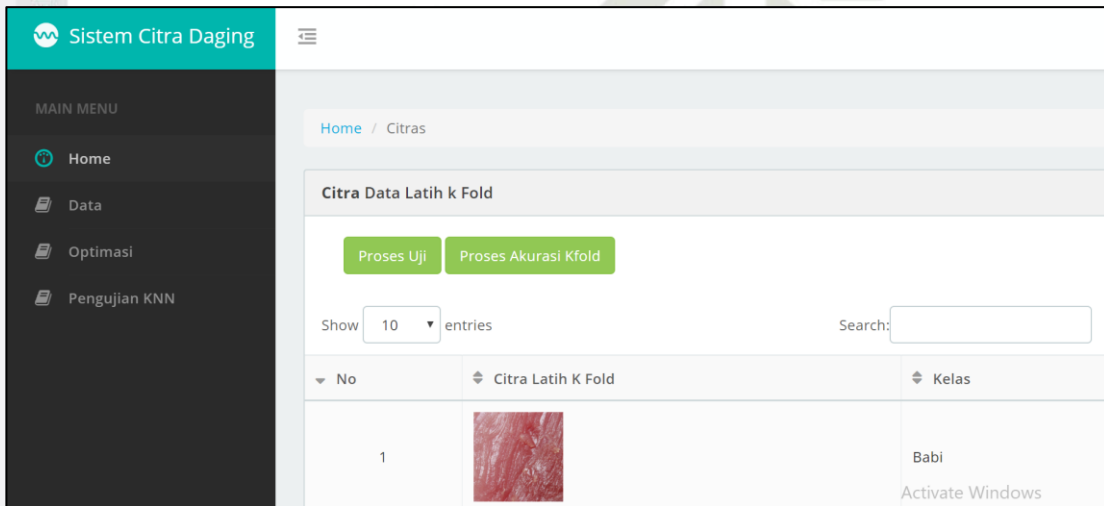 Sistem Citra Daging
MAIN MENU
Home
Data
Optimasi
Pengujian KNN
Home / Citras
Citra Data Latih k Fold
Proses Uji Proses Akurasi Kfold
Show 10 entries Search:
No Citra Latih K Fold Kelas
1 Babi
Activate Windows